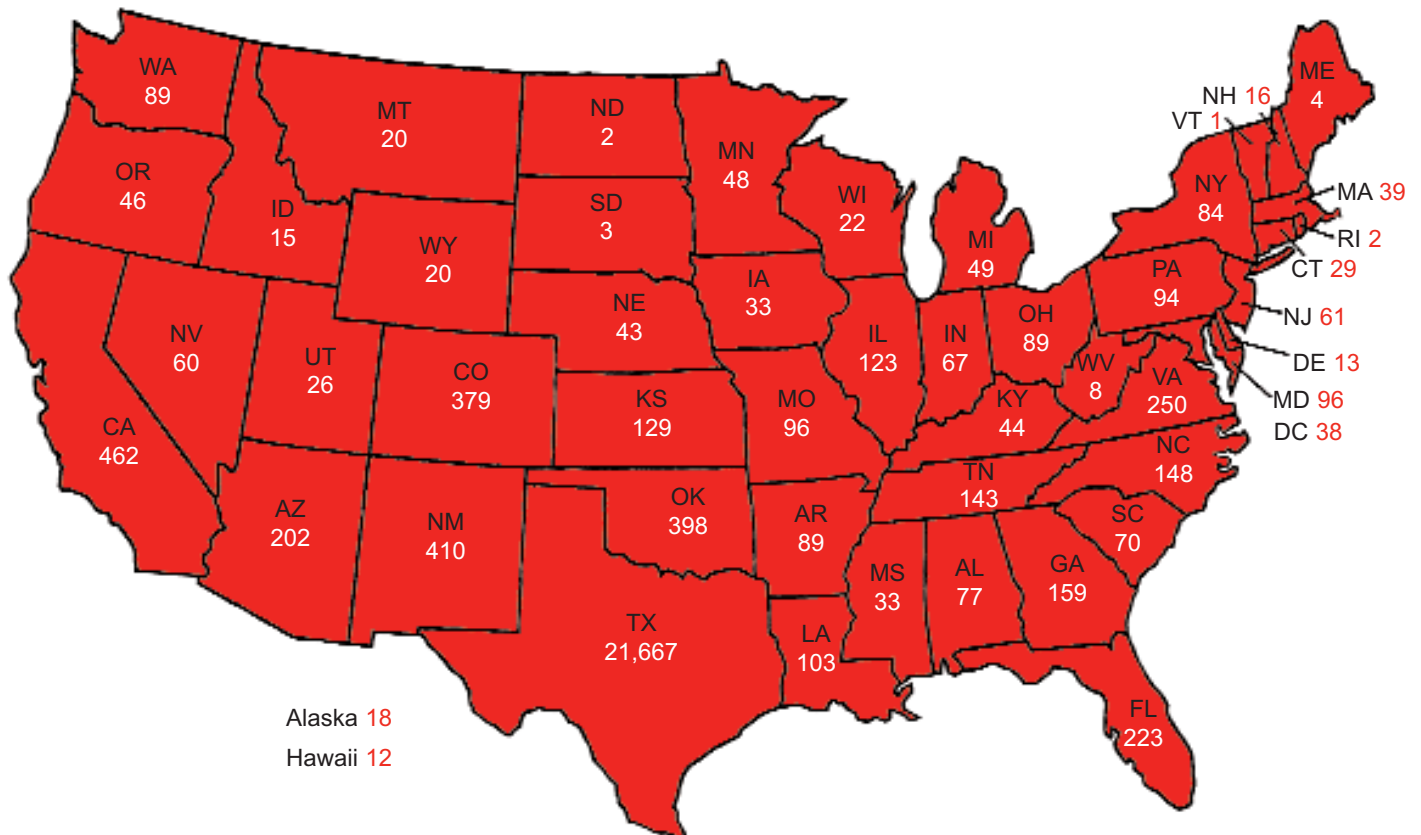 WA
89
MT
20
ND
2
MN
48
ME
4
NH 16
VT 1
OR
46
ID
15
SD
3
WI
22
NY
84
MA 39
WY
20
MI
49
RI 2
CT 29
NV
60
UT
26
CO
379
NE
43
IA
33
IL
123
IN
67
OH
89
PA
94
NJ 61
DE 13
MD 96
DC 38
CA
462
KS
129
MO
96
KY
44
WV
8
VA
250
AZ
202
NM
410
OK
398
AR
89
TN
143
NC
148
SC
70
TX
21,667
LA
103
MS
33
AL
77
GA
159
FL
223
Alaska 18
Hawaii 12